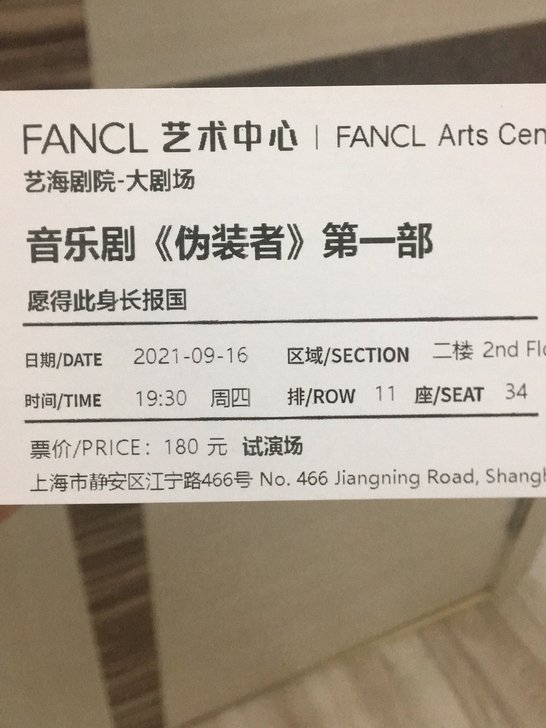 FANCL 艺术中心 | FANCL Arts Cen
艺海剧院-大剧场
音乐剧《伪装者》第一部
愿得此身长报国
日期/DATE 2021-09-16 区域/SECTION 二楼 2nd Flo
时间/TIME 19:30 周四 排/ROW 11 座/SEAT 34
票价/PRICE: 180 元 试演场
上海市静安区江宁路466号 No. 466 Jiangning Road, Shangh